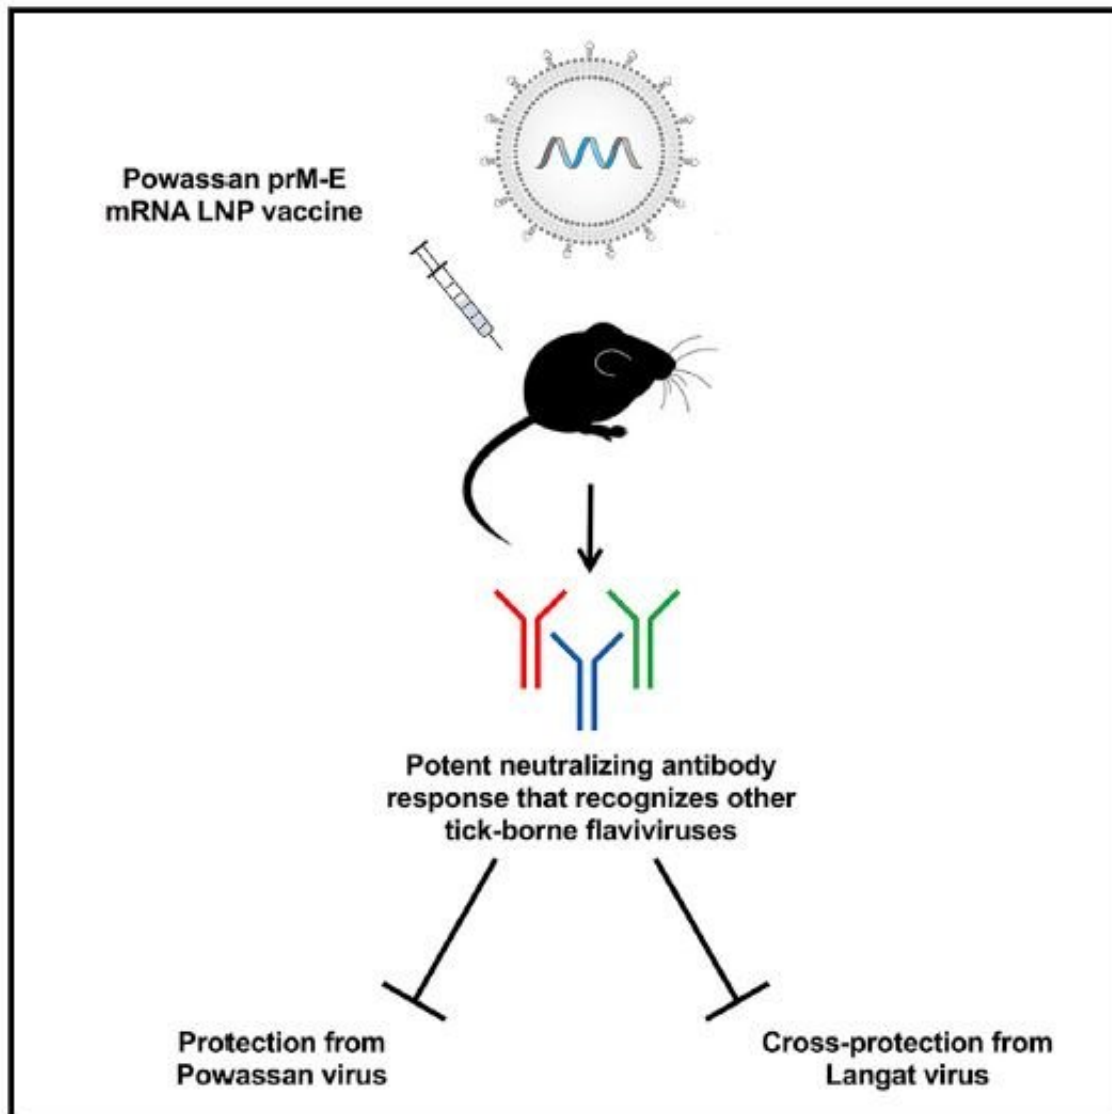 Powassan prM-E
mRNA LNP vaccine
Potent neutralizing antibody
response that recognizes other
tick-borne flaviviruses
Protection from
Powassan virus
Cross-protection from
Langat virus